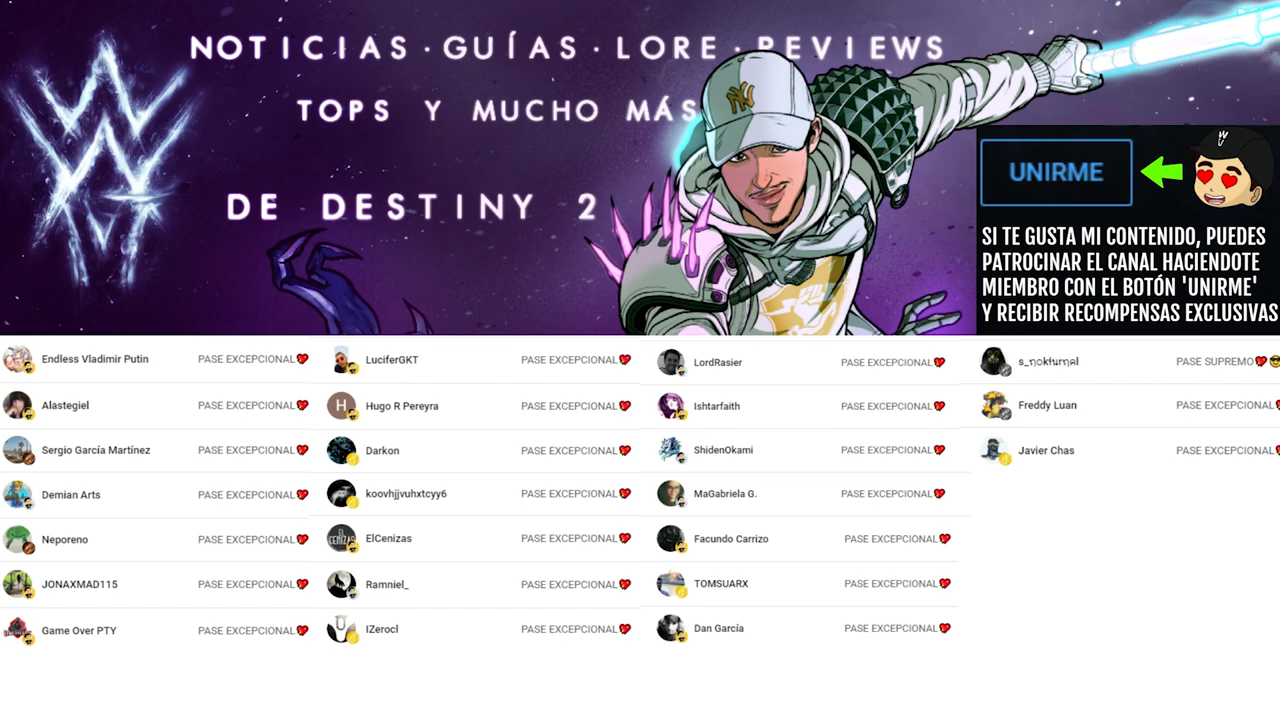 NOTICIAS · GUÍAS · LORE · REVIEWS
TOPS Y MUCHO MÁS
DE DESTINY 2
UNIRME
SI TE GUSTA MI CONTENIDO, PUEDES
PATROCINAR EL CANAL HACIENDOTE
MIEMBRO CON EL BOTÓN 'UNIRME'
Y RECIBIR RECOMPENSAS EXCLUSIVAS
Endless Vladimir Putin PASE EXCEPCIONAL
Alastegiel PASE EXCEPCIONAL
Sergio García Martínez PASE EXCEPCIONAL
Demian Arts PASE EXCEPCIONAL
Neporeno PASE EXCEPCIONAL
JONAXMAD115 PASE EXCEPCIONAL
Game Over PTY PASE EXCEPCIONAL
LuciferGKT PASE EXCEPCIONAL
H Hugo R Pereyra PASE EXCEPCIONAL
Darkon PASE EXCEPCIONAL
koovhjjvuhxtcyy6 PASE EXCEPCIONAL
EL CENIZAS ElCenizas PASE EXCEPCIONAL
Ramniel_ PASE EXCEPCIONAL
IZerocl PASE EXCEPCIONAL
LordRasier PASE EXCEPCIONAL
Ishtarfaith PASE EXCEPCIONAL
ShidenOkami PASE EXCEPCIONAL
MaGabriela G. PASE EXCEPCIONAL
Facundo Carrizo PASE EXCEPCIONAL
TOMSUARX PASE EXCEPCIONAL
Dan García PASE EXCEPCIONAL
s_ηокƭυrηαl PASE SUPREMO
Freddy Luan PASE EXCEPCIONAL
Javier Chas PASE EXCEPCIONAL